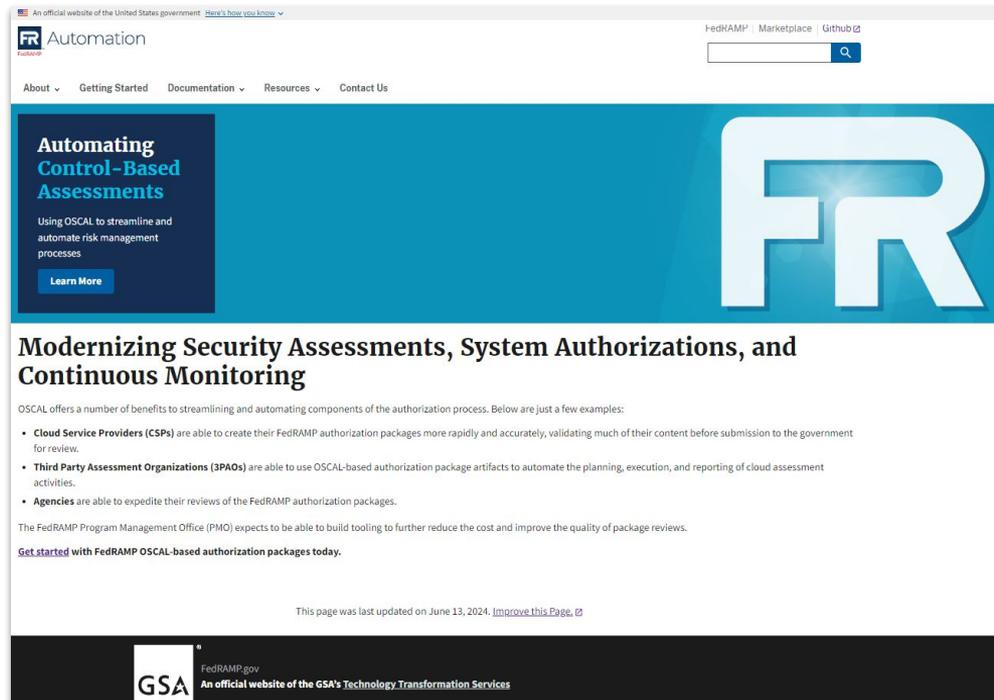 An official website of the United States government Here's how you know
FR Automation
FedRAMP
FedRAMP | Marketplace | Github
About Getting Started Documentation Resources Contact Us
Automating
Control-Based
Assessments
Using OSCAL to streamline and
automate risk management
processes
Learn More
FR
Modernizing Security Assessments, System Authorizations, and
Continuous Monitoring
OSCAL offers a number of benefits to streamlining and automating components of the authorization process. Below are just a few examples:
• Cloud Service Providers (CSPs) are able to create their FedRAMP authorization packages more rapidly and accurately, validating much of their content before submission to the government
for review.
• Third Party Assessment Organizations (3PAOs) are able to use OSCAL-based authorization package artifacts to automate the planning, execution, and reporting of cloud assessment
activities.
• Agencies are able to expedite their reviews of the FedRAMP authorization packages.
The FedRAMP Program Management Office (PMO) expects to be able to build tooling to further reduce the cost and improve the quality of package reviews.
Get started with FedRAMP OSCAL-based authorization packages today.
This page was last updated on June 13, 2024. Improve this Page.
GSA
®
FedRAMP.gov
An official website of the GSA's Technology Transformation Services